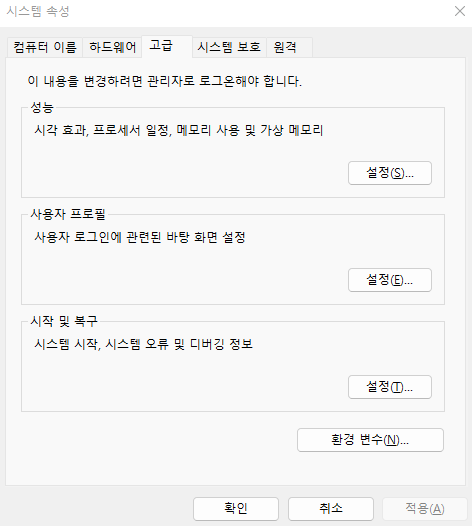 시스템 속성
컴퓨터 이름 하드웨어 고급 시스템 보호 원격
이 내용을 변경하려면 관리자로 로그온해야 합니다.
성능
시각 효과, 프로세서 일정, 메모리 사용 및 가상 메모리
설정(S)...
사용자 프로필
사용자 로그인에 관련된 바탕 화면 설정
설정(E)...
시작 및 복구
시스템 시작, 시스템 오류 및 디버깅 정보
설정(T)...
환경 변수(N)...
확인 취소 적용(A)